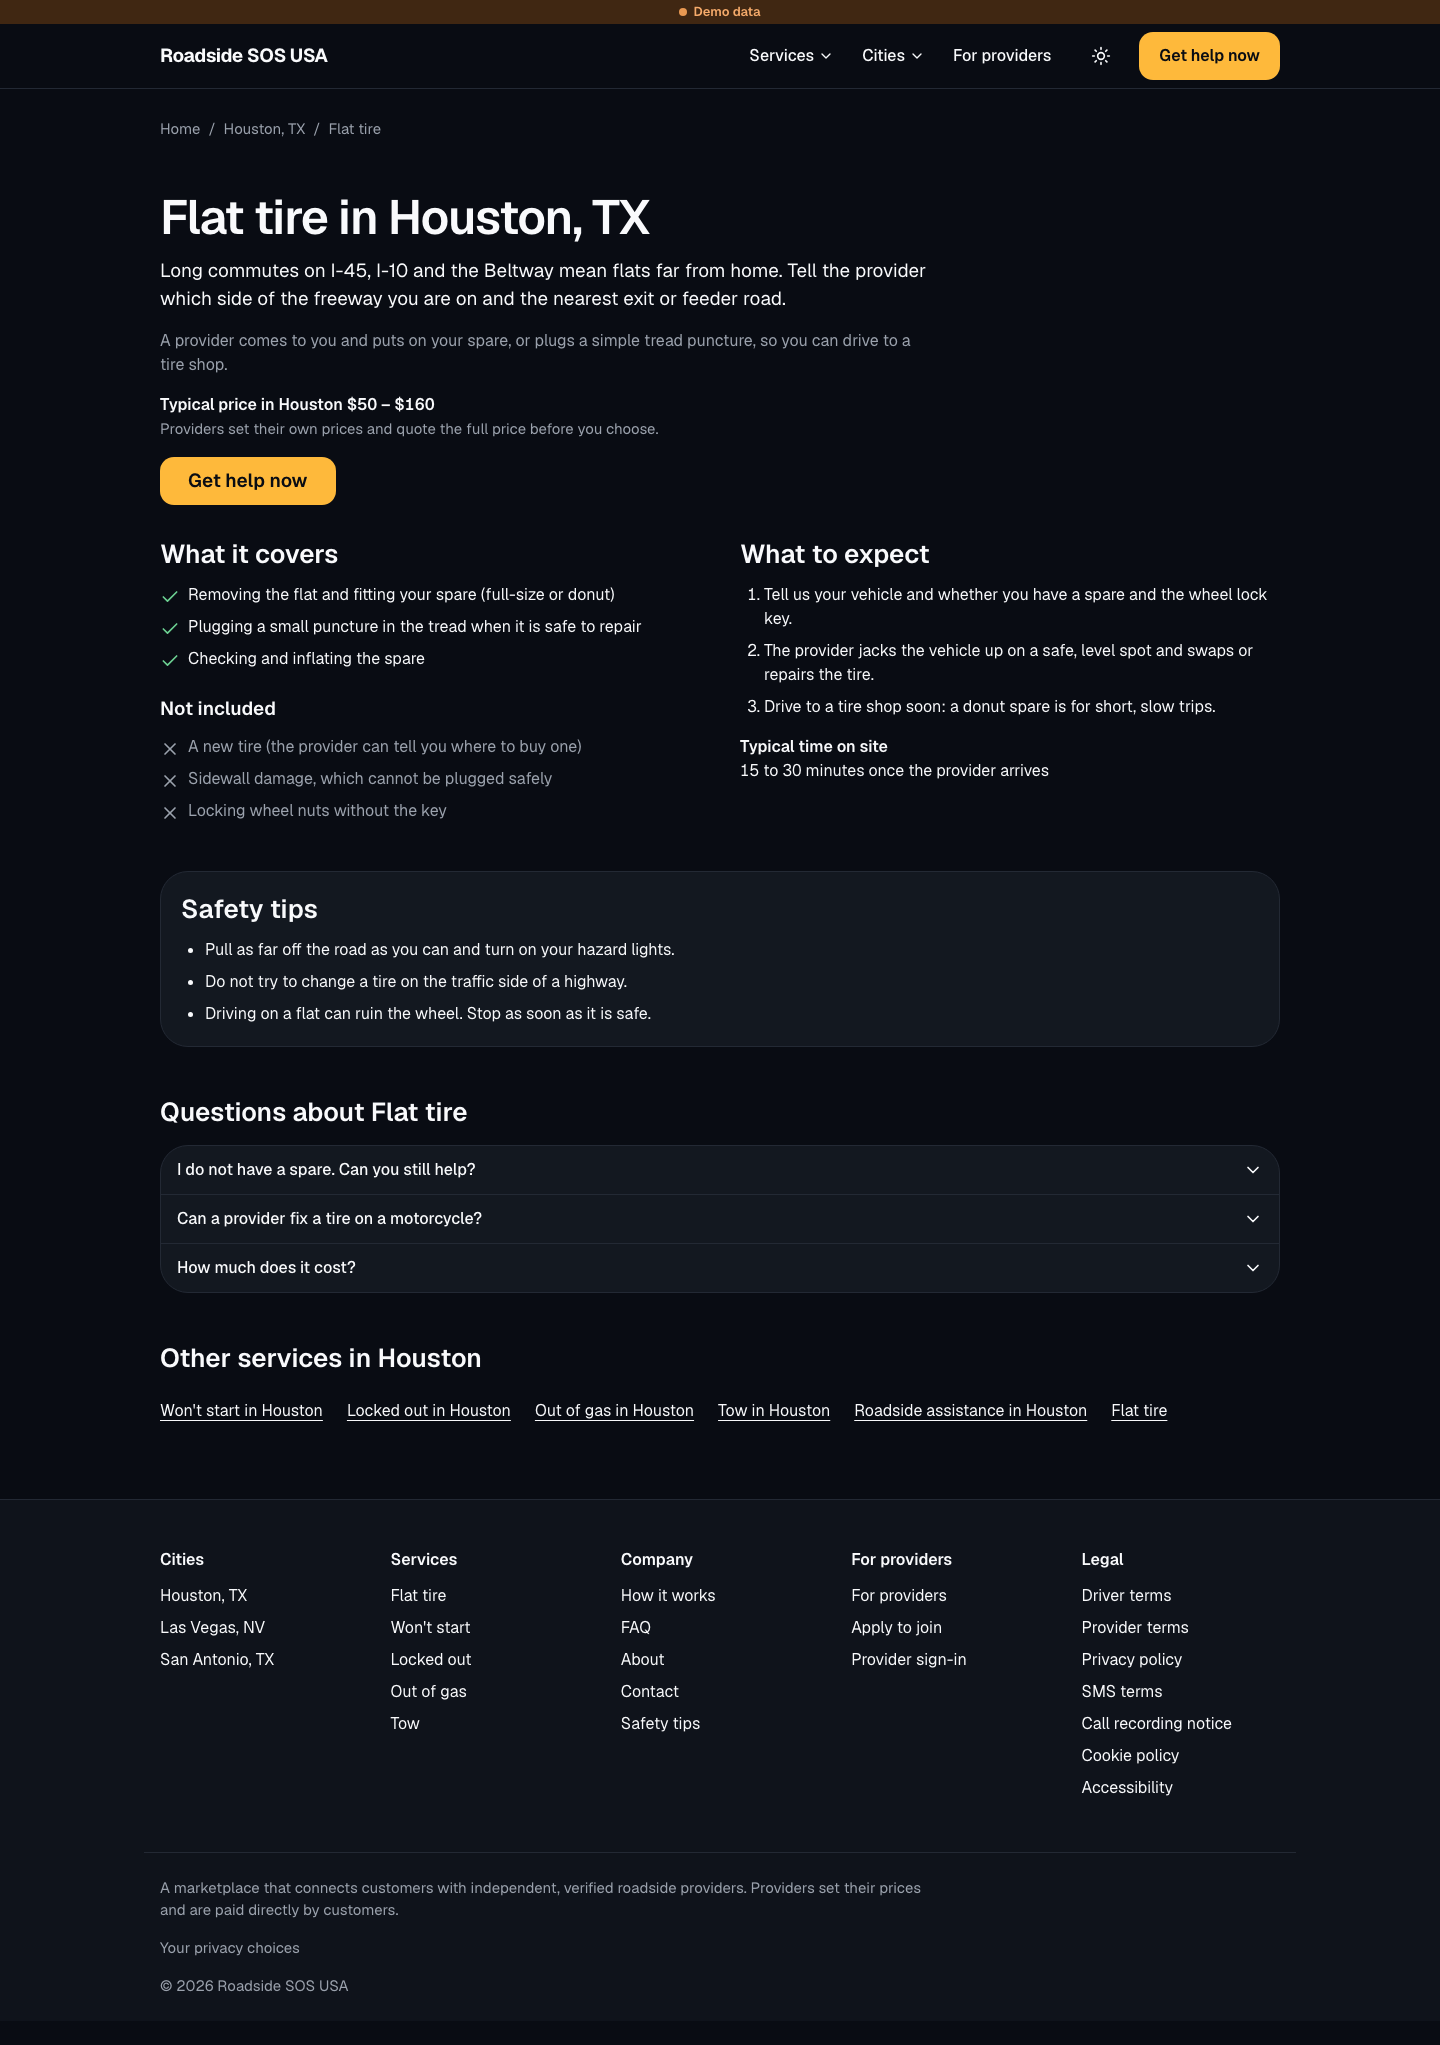 Demo data
Roadside SOS USA
Services
Cities
For providers
Get help now
Home / Houston, TX / Flat tire
Flat tire in Houston, TX
Long commutes on I-45, I-10 and the Beltway mean flats far from home. Tell the provider
which side of the freeway you are on and the nearest exit or feeder road.
A provider comes to you and puts on your spare, or plugs a simple tread puncture, so you can drive to a
tire shop.
Typical price in Houston $50 – $160
Providers set their own prices and quote the full price before you choose.
Get help now
What it covers
Removing the flat and fitting your spare (full-size or donut)
Plugging a small puncture in the tread when it is safe to repair
Checking and inflating the spare
Not included
A new tire (the provider can tell you where to buy one)
Sidewall damage, which cannot be plugged safely
Locking wheel nuts without the key
What to expect
1. Tell us your vehicle and whether you have a spare and the wheel lock
key.
2. The provider jacks the vehicle up on a safe, level spot and swaps or
repairs the tire.
3. Drive to a tire shop soon: a donut spare is for short, slow trips.
Typical time on site
15 to 30 minutes once the provider arrives
Safety tips
• Pull as far off the road as you can and turn on your hazard lights.
• Do not try to change a tire on the traffic side of a highway.
• Driving on a flat can ruin the wheel. Stop as soon as it is safe.
Questions about Flat tire
I do not have a spare. Can you still help?
Can a provider fix a tire on a motorcycle?
How much does it cost?
Other services in Houston
Won't start in Houston
Locked out in Houston
Out of gas in Houston
Tow in Houston
Roadside assistance in Houston
Flat tire
Cities
Houston, TX
Las Vegas, NV
San Antonio, TX
Services
Flat tire
Won't start
Locked out
Out of gas
Tow
Company
How it works
FAQ
About
Contact
Safety tips
For providers
For providers
Apply to join
Provider sign-in
Legal
Driver terms
Provider terms
Privacy policy
SMS terms
Call recording notice
Cookie policy
Accessibility
A marketplace that connects customers with independent, verified roadside providers. Providers set their prices
and are paid directly by customers.
Your privacy choices
© 2026 Roadside SOS USA